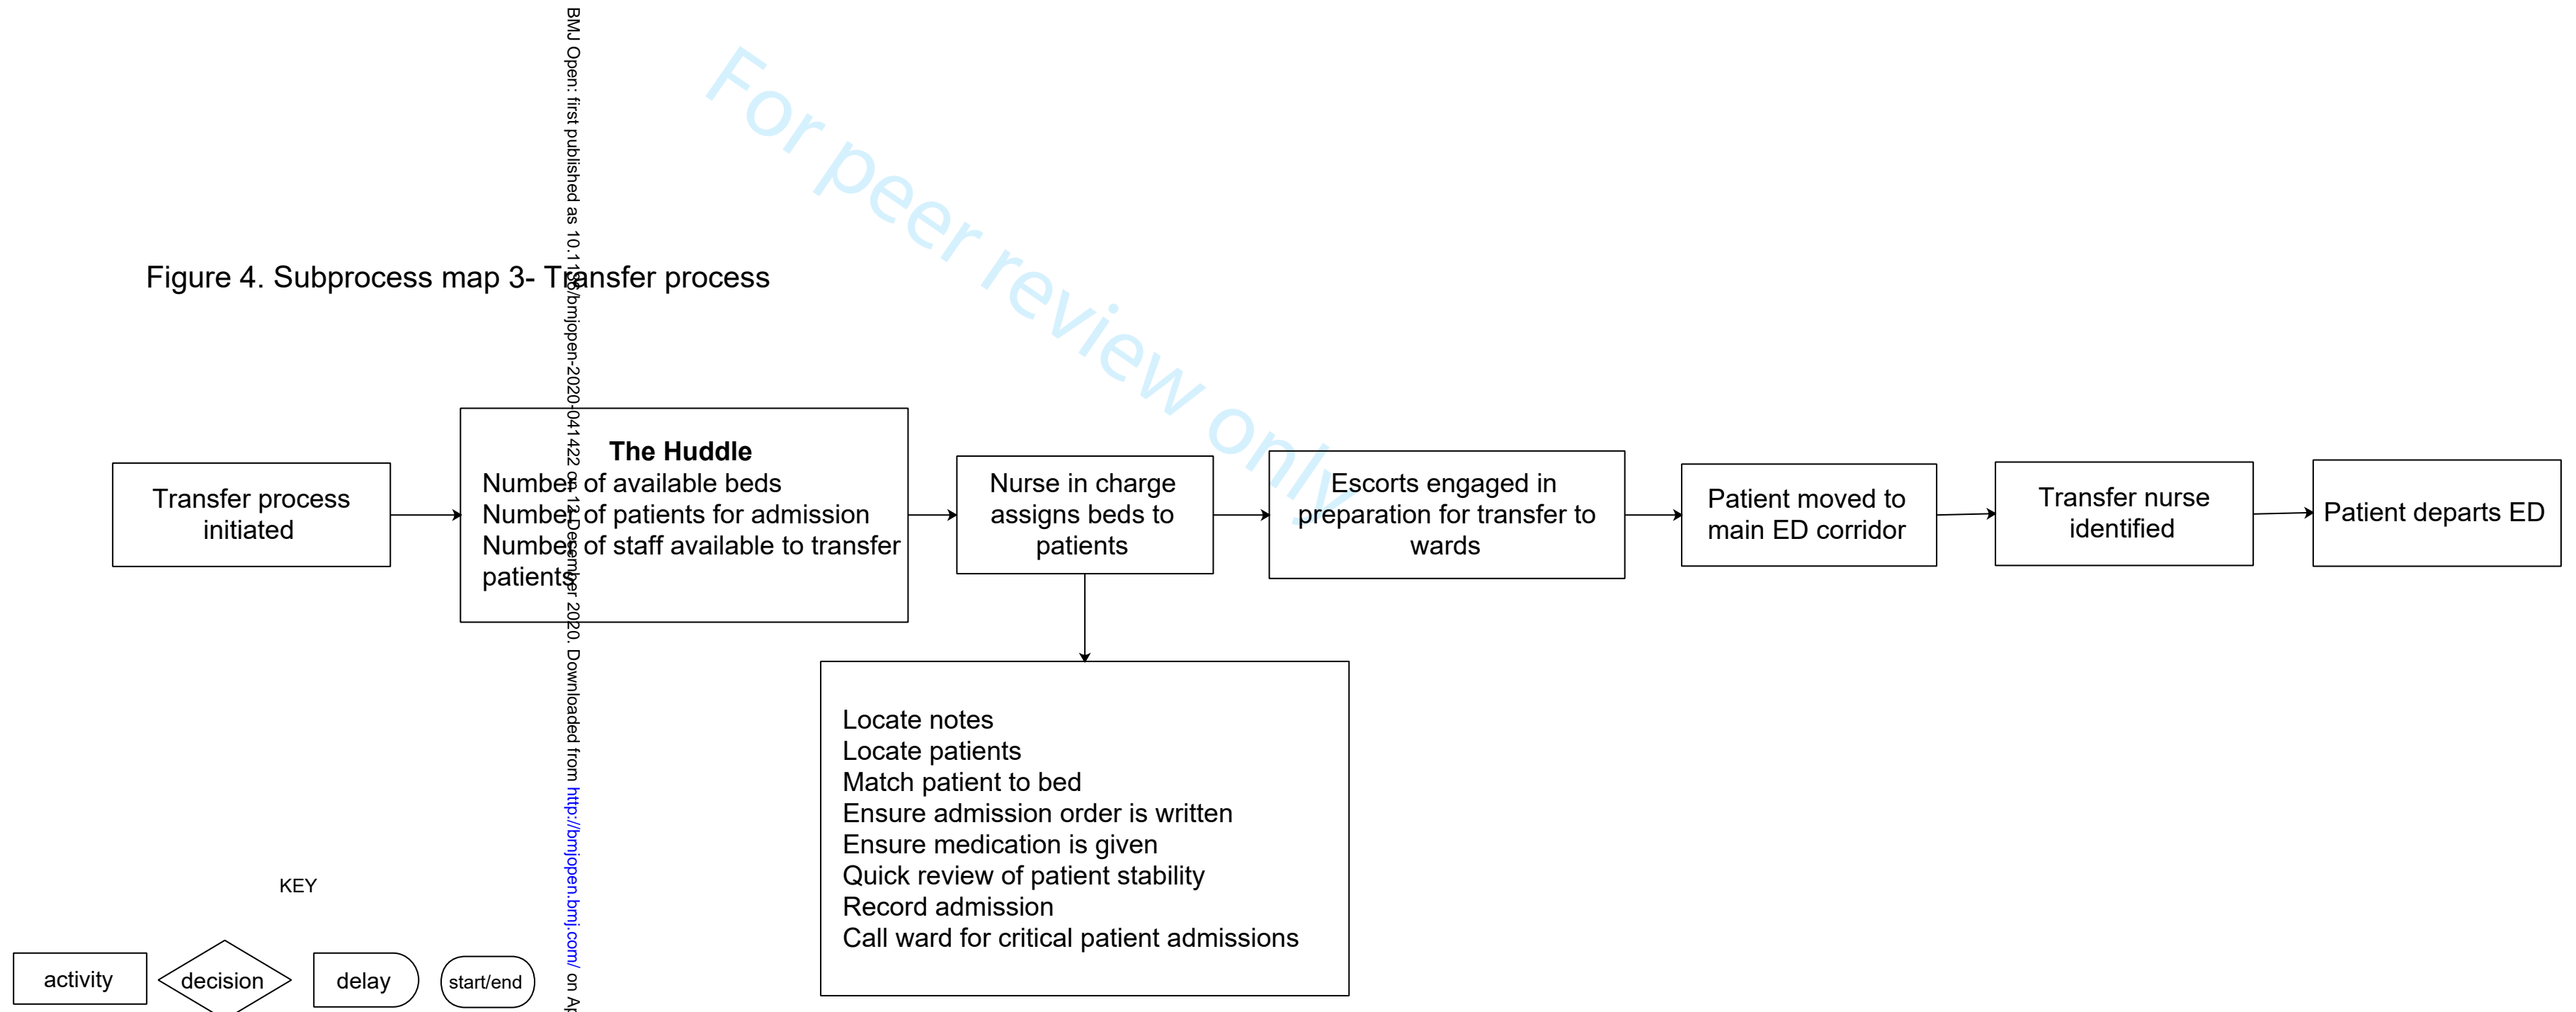 BMJ Open: first published as 10.1136/bmjopen-2020-041422 on 12 December 2020. Downloaded from http://bmjopen.bmj.com/ on Ap
For peer review only
Figure 4. Subprocess map 3- Transfer process
Transfer process
initiated
The Huddle
Number of available beds
Number of patients for admission
Number of staff available to transfer
patients
Nurse in charge
assigns beds to
patients
Escorts engaged in
preparation for transfer to
wards
Patient moved to
main ED corridor
Transfer nurse
identified
Patient departs ED
Locate notes
Locate patients
Match patient to bed
Ensure admission order is written
Ensure medication is given
Quick review of patient stability
Record admission
Call ward for critical patient admissions
KEY
activity
decision
delay
start/end